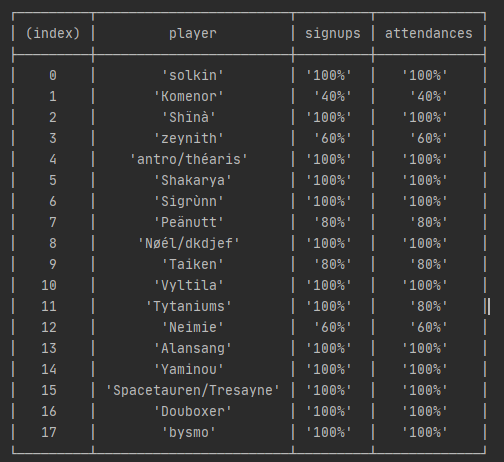 (index) player signups attendances
0 'solkin' '100%' '100%'
1 'Komenor' '40%' '40%'
2 'Shïnà' '100%' '100%'
3 'zeynith' '60%' '60%'
4 'antro/théaris' '100%' '100%'
5 'Shakarya' '100%' '100%'
6 'Sigrùnn' '100%' '100%'
7 'Peänutt' '80%' '80%'
8 'Nøél/dkdjef' '100%' '100%'
9 'Taiken' '80%' '80%'
10 'Vyltila' '100%' '100%'
11 'Tytaniums' '100%' '80%'
12 'Neimie' '60%' '60%'
13 'Alansang' '100%' '100%'
14 'Yaminou' '100%' '100%'
15 'Spacetauren/Tresayne' '100%' '100%'
16 'Douboxer' '100%' '100%'
17 'bysmo' '100%' '100%'